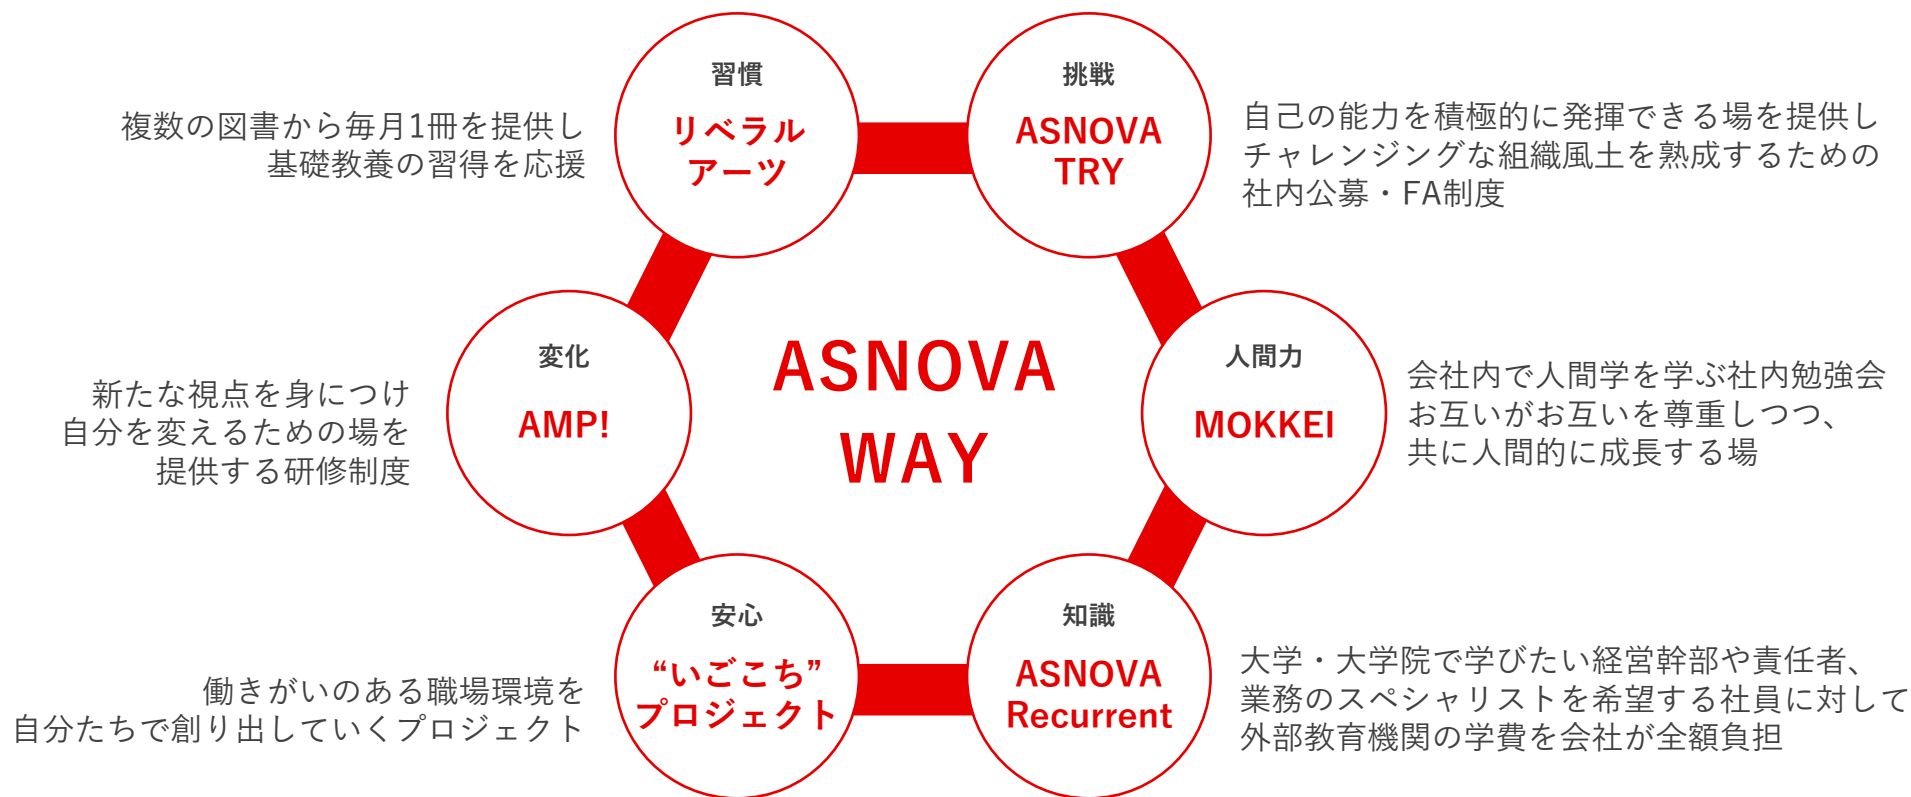 習慣
リベラル
アーツ
複数の図書から毎月1冊を提供し
基礎教養の習得を応援
挑戦
ASNOVA
TRY
自己の能力を積極的に発揮できる場を提供し
チャレンジングな組織風土を熟成するための
社内公募・FA制度
変化
AMP!
新たな視点を身につけ
自分を変えるための場を
提供する研修制度
ASNOVA
WAY
人間力
MOKKEI
会社内で人間学を学ぶ社内勉強会
お互いがお互いを尊重しつつ、
共に人間的に成長する場
安心
“いごこち”
プロジェクト
働きがいのある職場環境を
自分たちで創り出していくプロジェクト
知識
ASNOVA
Recurrent
大学・大学院で学びたい経営幹部や責任者、
業務のスペシャリストを希望する社員に対して
外部教育機関の学費を会社が全額負担